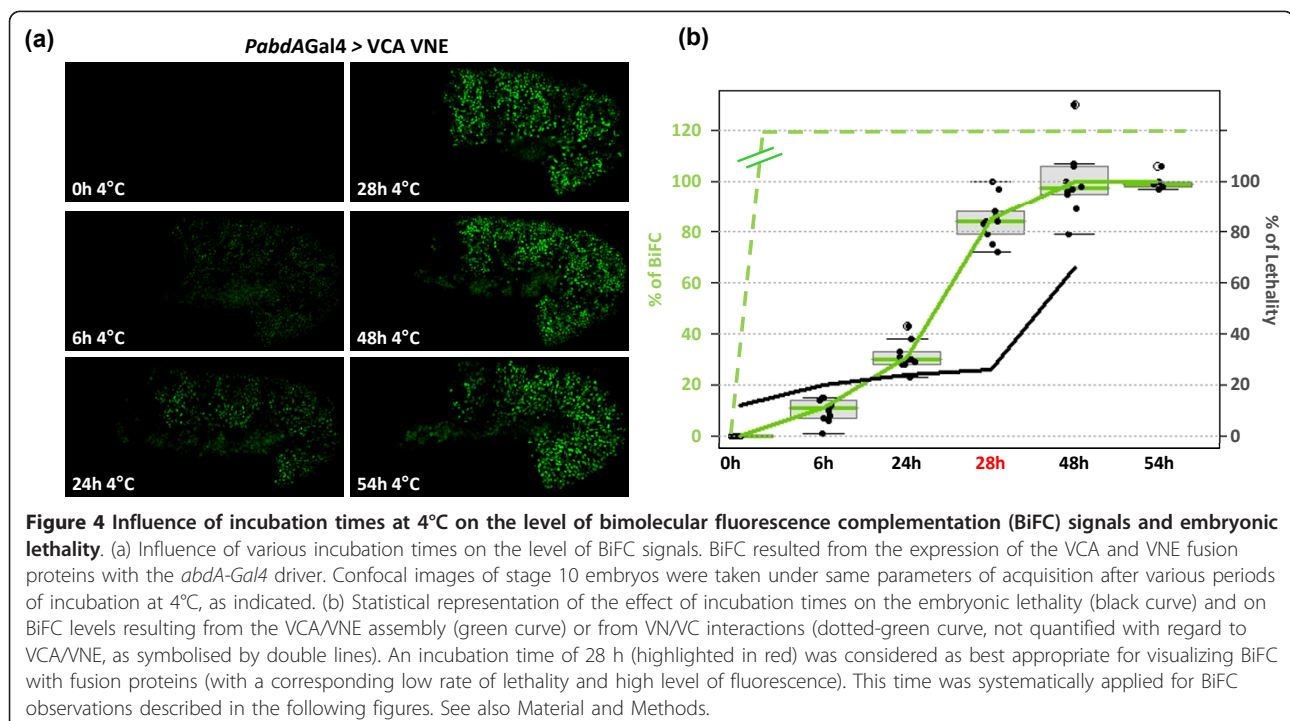 (a)
PabdAGal4 > VCA VNE
0h 4°C
28h 4°C
6h 4°C
48h 4°C
24h 4°C
54h 4°C
(b)
% of BiFC
120
100
80
60
40
20
0
100
80
60
40
20
0
% of Lethality
0h 6h 24h 28h 48h 54h
Figure 4 Influence of incubation times at 4°C on the level of bimolecular fluorescence complementation (BiFC) signals and embryonic
lethality. (a) Influence of various incubation times on the level of BiFC signals. BiFC resulted from the expression of the VCA and VNE fusion
proteins with the abdA-Gal4 driver. Confocal images of stage 10 embryos were taken under same parameters of acquisition after various periods
of incubation at 4°C, as indicated. (b) Statistical representation of the effect of incubation times on the embryonic lethality (black curve) and on
BiFC levels resulting from the VCA/VNE assembly (green curve) or from VN/VC interactions (dotted-green curve, not quantified with regard to
VCA/VNE, as symbolised by double lines). An incubation time of 28 h (highlighted in red) was considered as best appropriate for visualizing BiFC
with fusion proteins (with a corresponding low rate of lethality and high level of fluorescence). This time was systematically applied for BiFC
observations described in the following figures. See also Material and Methods.